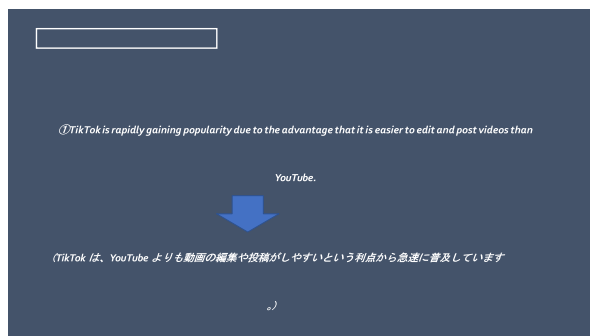 ①TikTok is rapidly gaining popularity due to the advantage that it is easier to edit and post videos than
YouTube.
（TikTok は、YouTube よりも動画の編集や投稿がしやすいという利点から急速に普及しています
。）